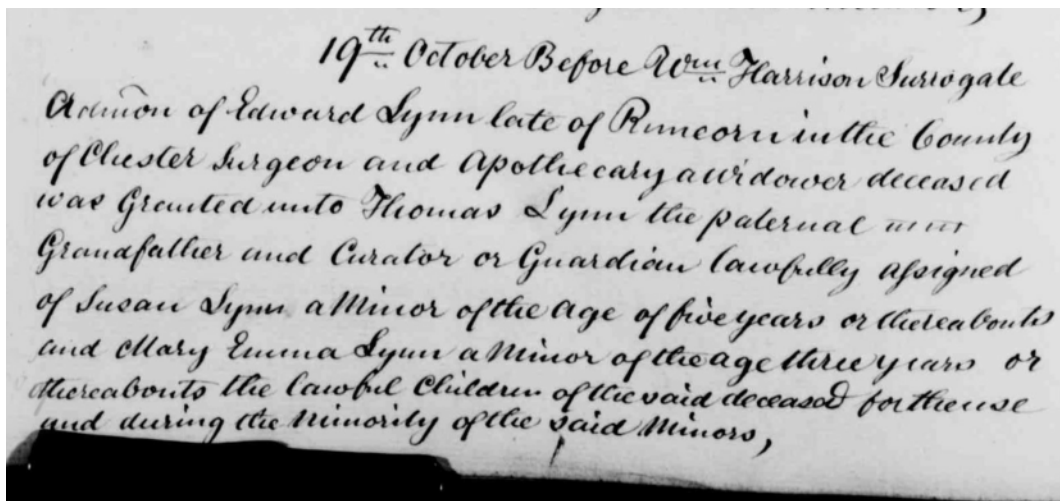 19th October Before Wm Harrison Surrogate
Admon of Edward Lynn late of Runcorn in the County
of Chester Surgeon and Apothecary a widower deceased
was Granted unto Thomas Lynn the paternal
Grandfather and Curator or Guardian lawfully assigned
of Susan Lynn a Minor of the Age of five years or thereabouts
and Mary Emma Lynn a Minor of the age three years or
thereabouts the lawful Children of the said deceased for the use
and during the Minority of the said Minors,